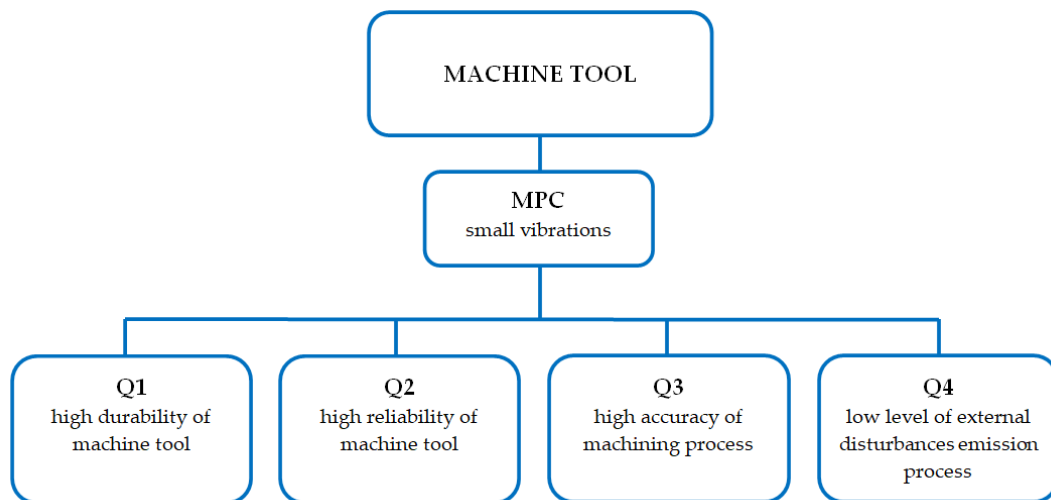 MACHINE TOOL
MPC
small vibrations
Q1
high durability of
machine tool
Q2
high reliability of
machine tool
Q3
high accuracy of
machining process
Q4
low level of external
disturbances emission
process